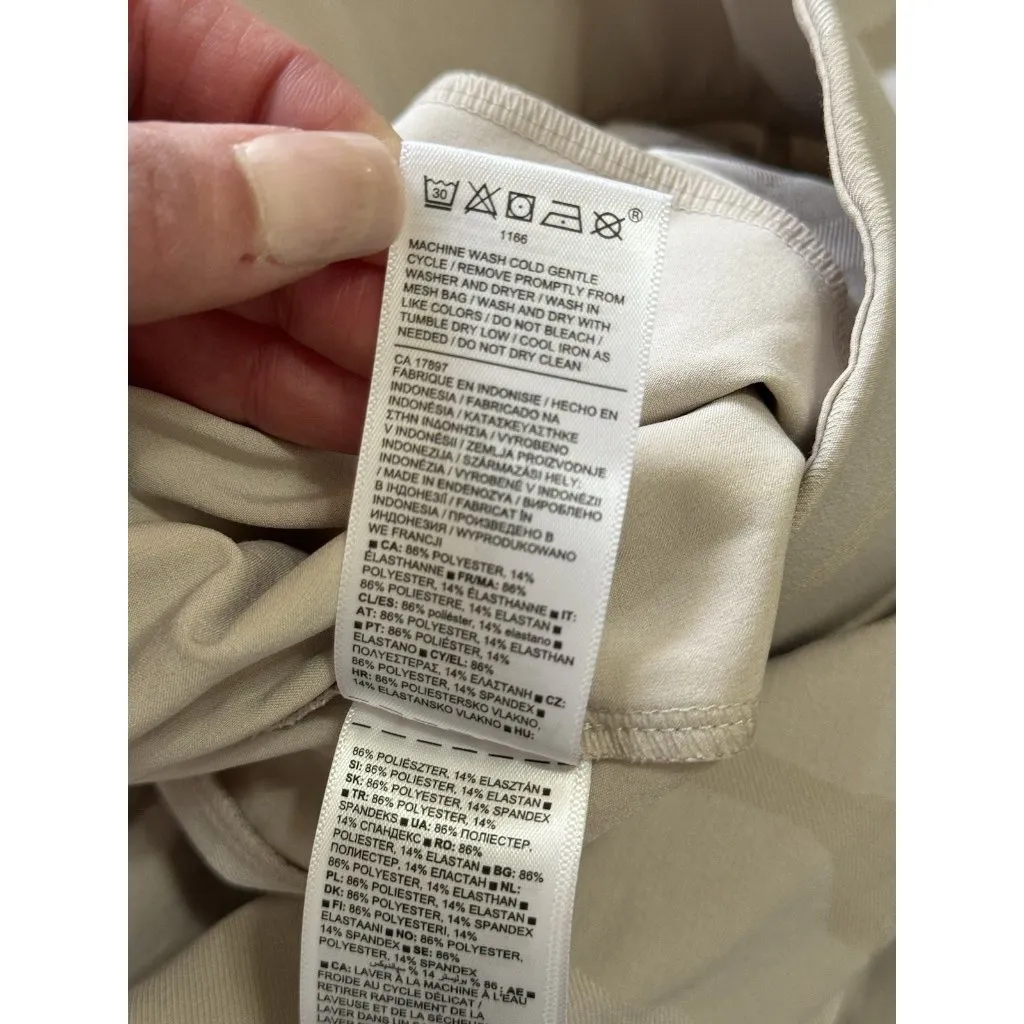 30
®
1166
MACHINE WASH COLD GENTLE
CYCLE / REMOVE PROMPTLY FROM
WASHER AND DRYER / WASH IN
MESH BAG / WASH AND DRY WITH
LIKE COLORS / DO NOT BLEACH /
TUMBLE DRY LOW / COOL IRON AS
NEEDED / DO NOT DRY CLEAN
CA 17897
FABRIQUE EN INDONISIE / HECHO EN
INDONESIA / FABRICADO NA
INDONÉSIA / ΚΑΤΑΣΚΕΥΑΣΤΗΚΕ
ΣΤΗΝ ΙΝΔΟΝΗΣΙΑ / VYROBENO
V INDONÉSII / ZEMLJA PROIZVODNJE
INDONEZIJA / SZÁRMAZÁSI HELY:
INDONÉZIA / VYROBENÉ V INDONÉZII
/ MADE IN ENDENOZYA / ВИРОБЛЕНО
В ІНДОНЕЗІЇ / FABRICAT ÎN
INDONESIA / ПРОИЗВЕДЕНО В
ИНДОНЕЗИЯ / WYPRODUKOWANO
WE FRANCJI
■ CA: 86% POLYESTER, 14%
ÉLASTHANNE ■ FR/MA: 86%
POLYESTER, 14% ÉLASTHANNE ■ IT:
86% POLIESTERE, 14% ELASTAN ■
CL/ES: 86% poliéster, 14% elastano ■
AT: 86% POLYESTER, 14% ELASTHAN
■ PT: 86% POLIÉSTER, 14%
ELASTANO ■ CY/EL: 86%
ΠΟΛΥΕΣΤΕΡΑΣ, 14% ΕΛΑΣΤΑΝΗ ■ CZ:
86% POLYESTER, 14% SPANDEX ■
HR: 86% POLIESTERSKO VLAKNO,
14% ELASTANSKO VLAKNO ■ HU:
86% POLIÉSZTER, 14% ELASZTÁN ■
SI: 86% POLIESTER, 14% ELASTAN ■
SK: 86% POLYESTER, 14% SPANDEX
■ TR: 86% POLYESTER, 14%
SPANDEKS ■ UA: 86% ПОЛІЕСТЕР,
14% СПАНДЕКС ■ RO: 86%
POLIESTER, 14% ELASTAN ■ BG: 86%
ПОЛИЕСТЕР, 14% ЕЛАСТАН ■ NL:
86% POLYESTER, 14% ELASTHAN ■
PL: 86% POLYESTER, 14% ELASTAN ■
DK: 86% POLYESTER, 14% SPANDEX
■ FI: 86% POLYESTERI, 14%
ELASTAANI ■ NO: 86% POLYESTER,
14% SPANDEX ■ SE: 86%
POLYESTER, 14% SPANDEX
■ AE: 86 % 14 %
■ CA: LAVER À LA MACHINE À L'EAU
FROIDE AU CYCLE DÉLICAT /
RETIRER RAPIDEMENT DE LA
LAVEUSE ET DE LA SÉCHEUSE
LAVER DANS UN